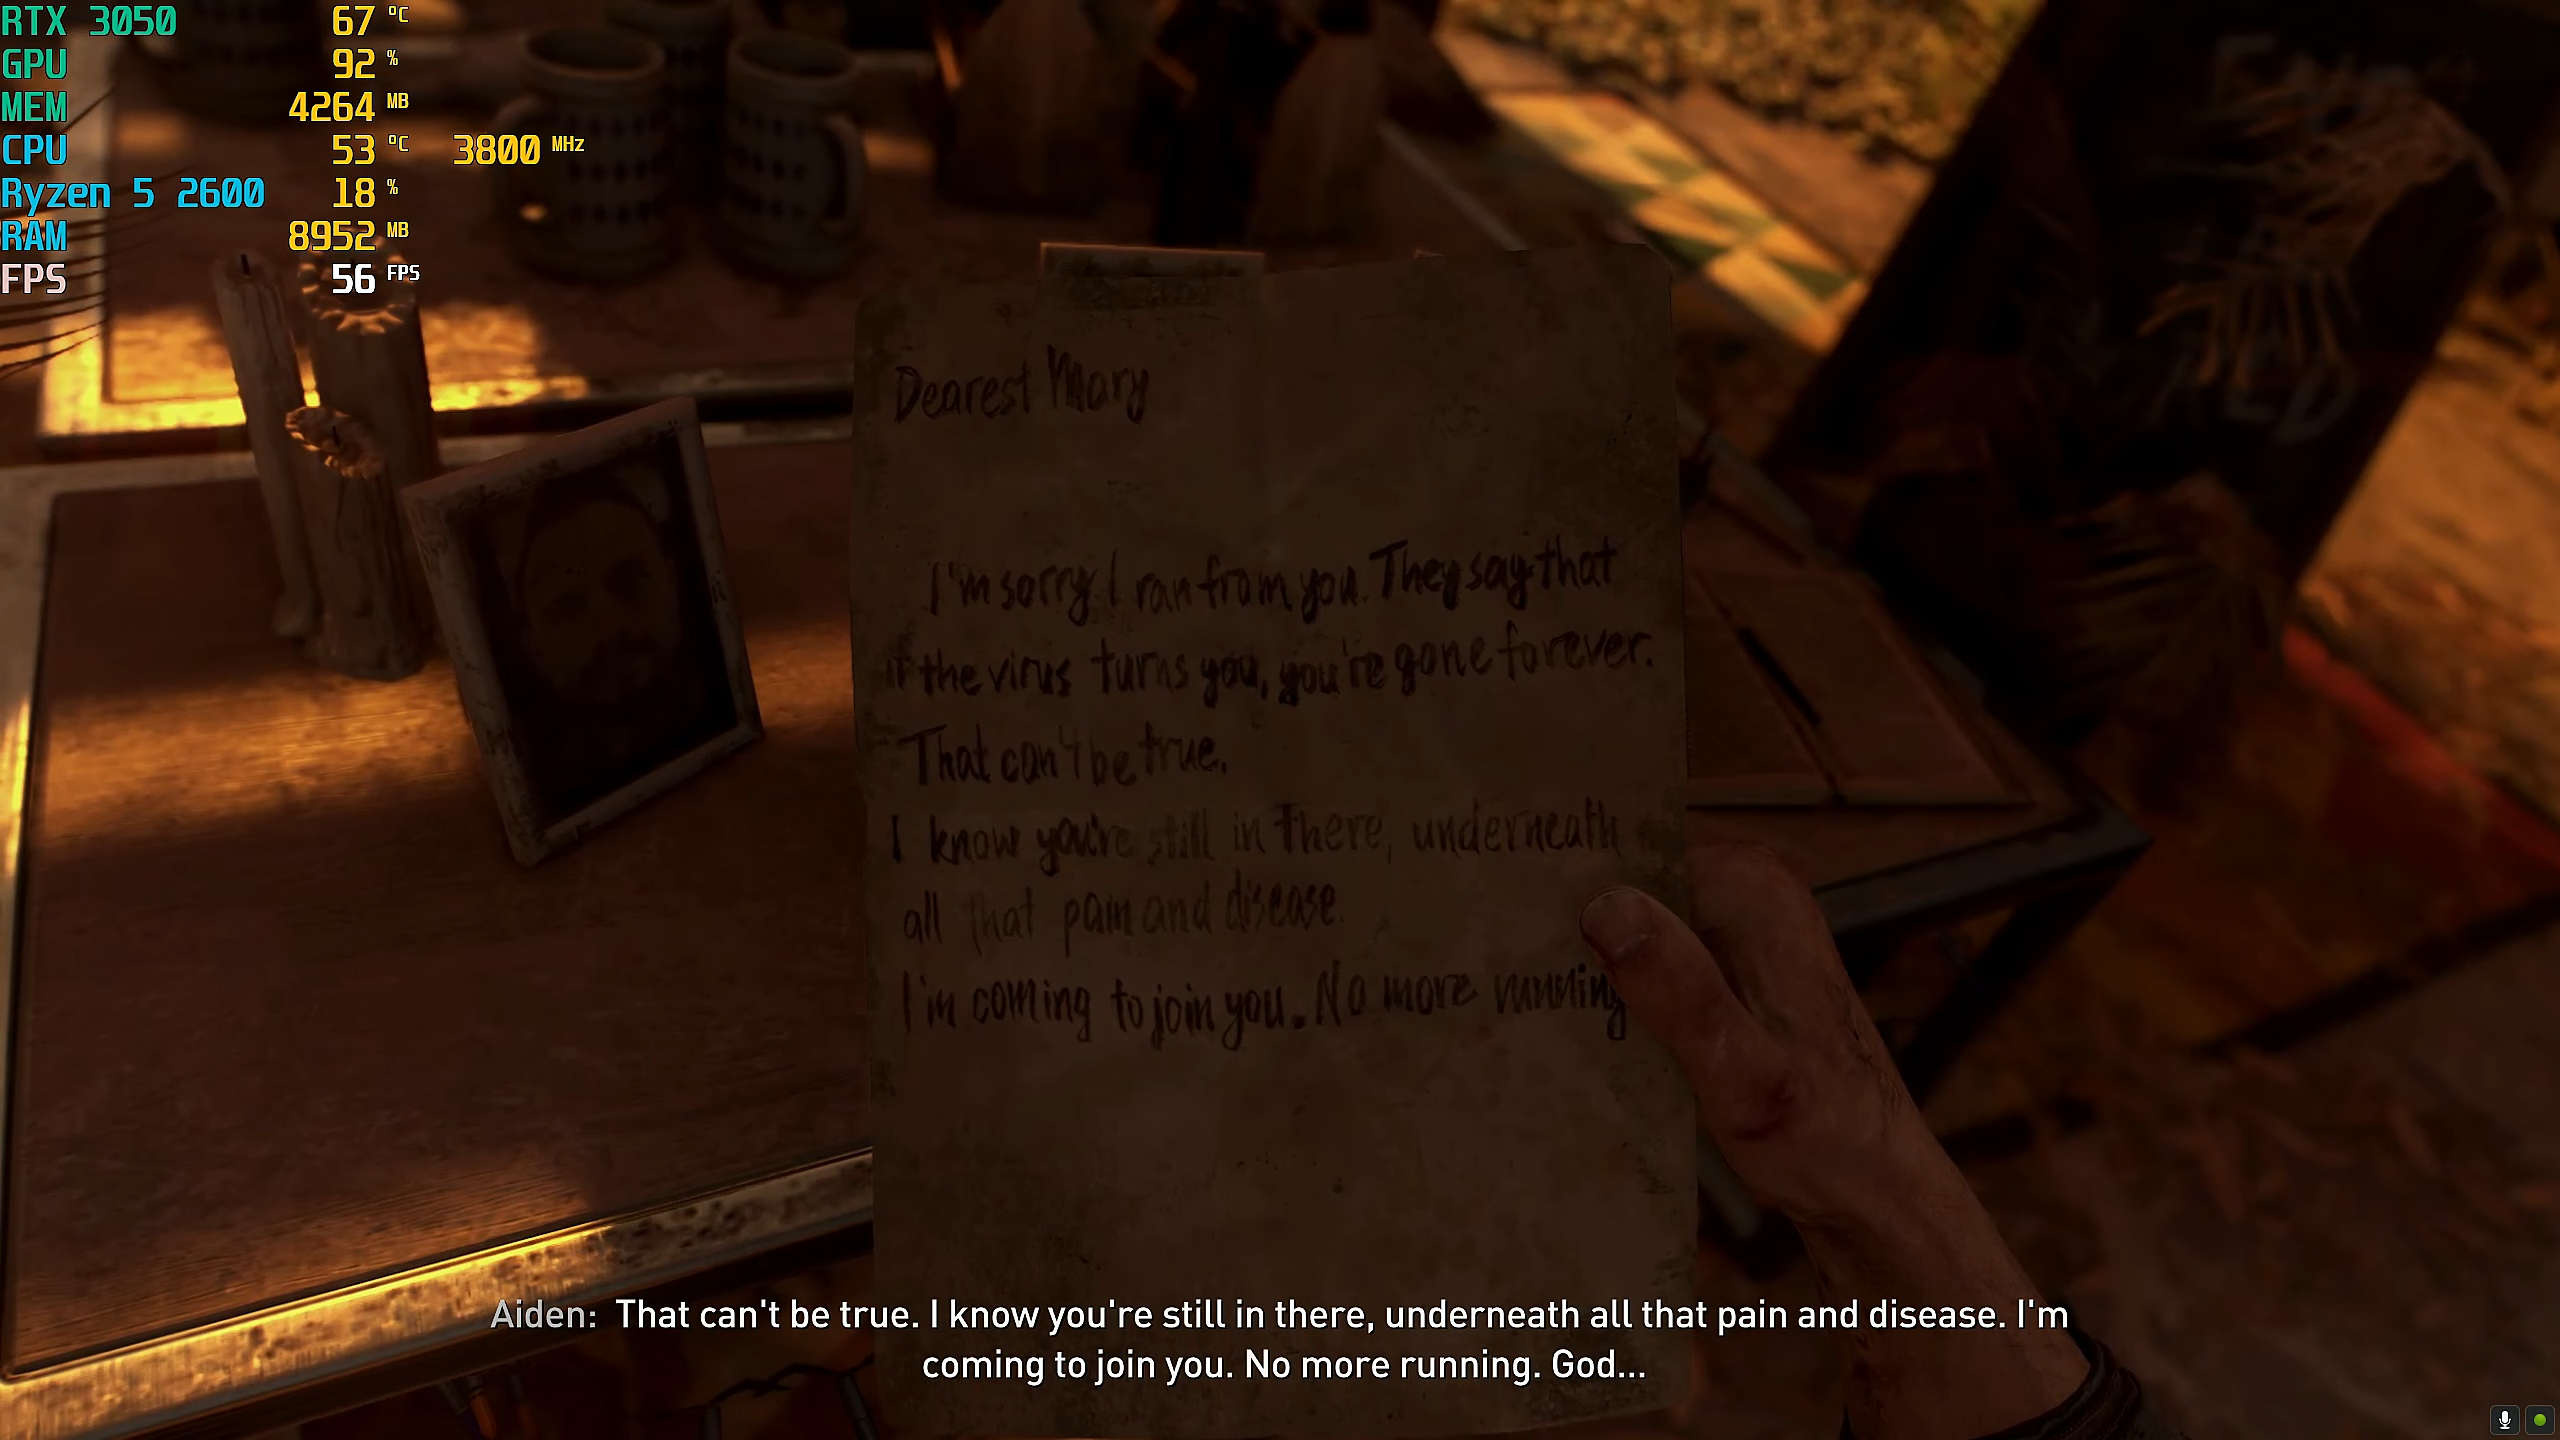 RTX 3050 67 °C
GPU 92 %
MEM 4264 MB
CPU 53 °C 3800 MHz
Ryzen 5 2600 18 %
RAM 8952 MB
FPS 56 FPS
Dearest Mary
I'm sorry I ran from you. They say that
if the virus turns you, you're gone forever.
That can't be true.
I know you're still in there, underneath
all that pain and disease.
I'm coming to join you. No more running
Aiden: That can't be true. I know you're still in there, underneath all that pain and disease. I'm
coming to join you. No more running. God...